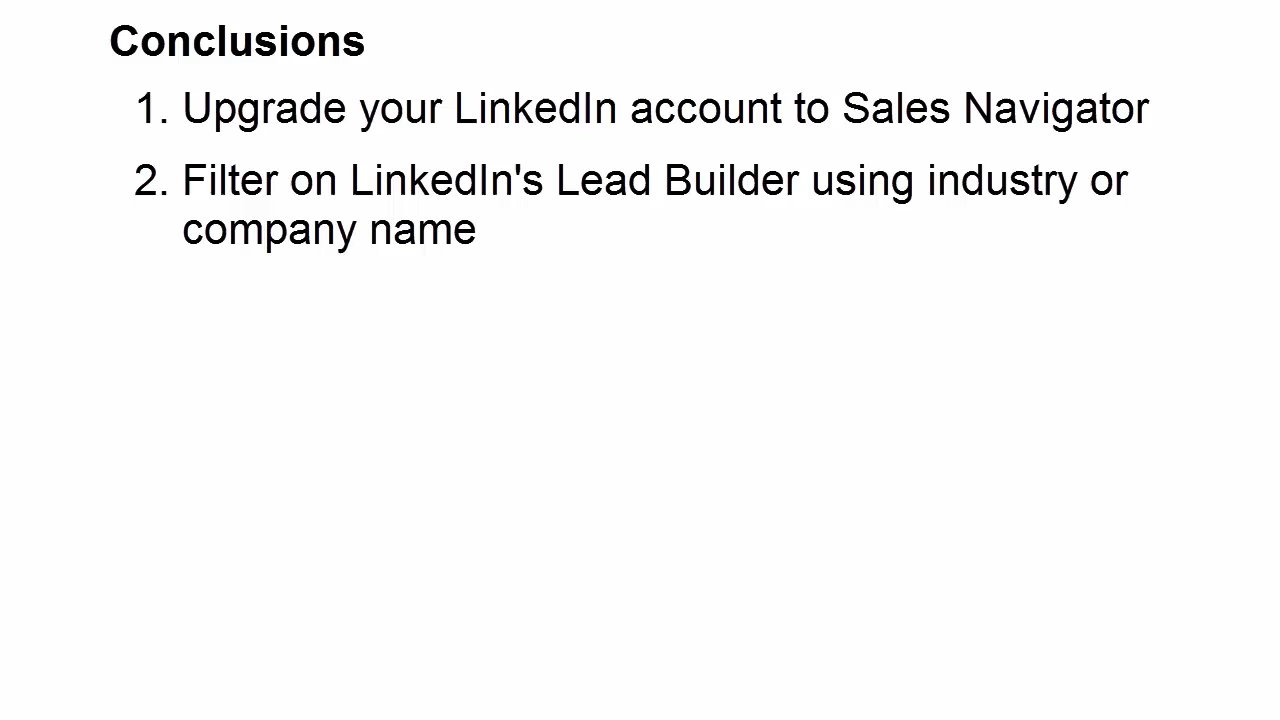 Conclusions
1. Upgrade your LinkedIn account to Sales Navigator
2. Filter on LinkedIn's Lead Builder using industry or
company name